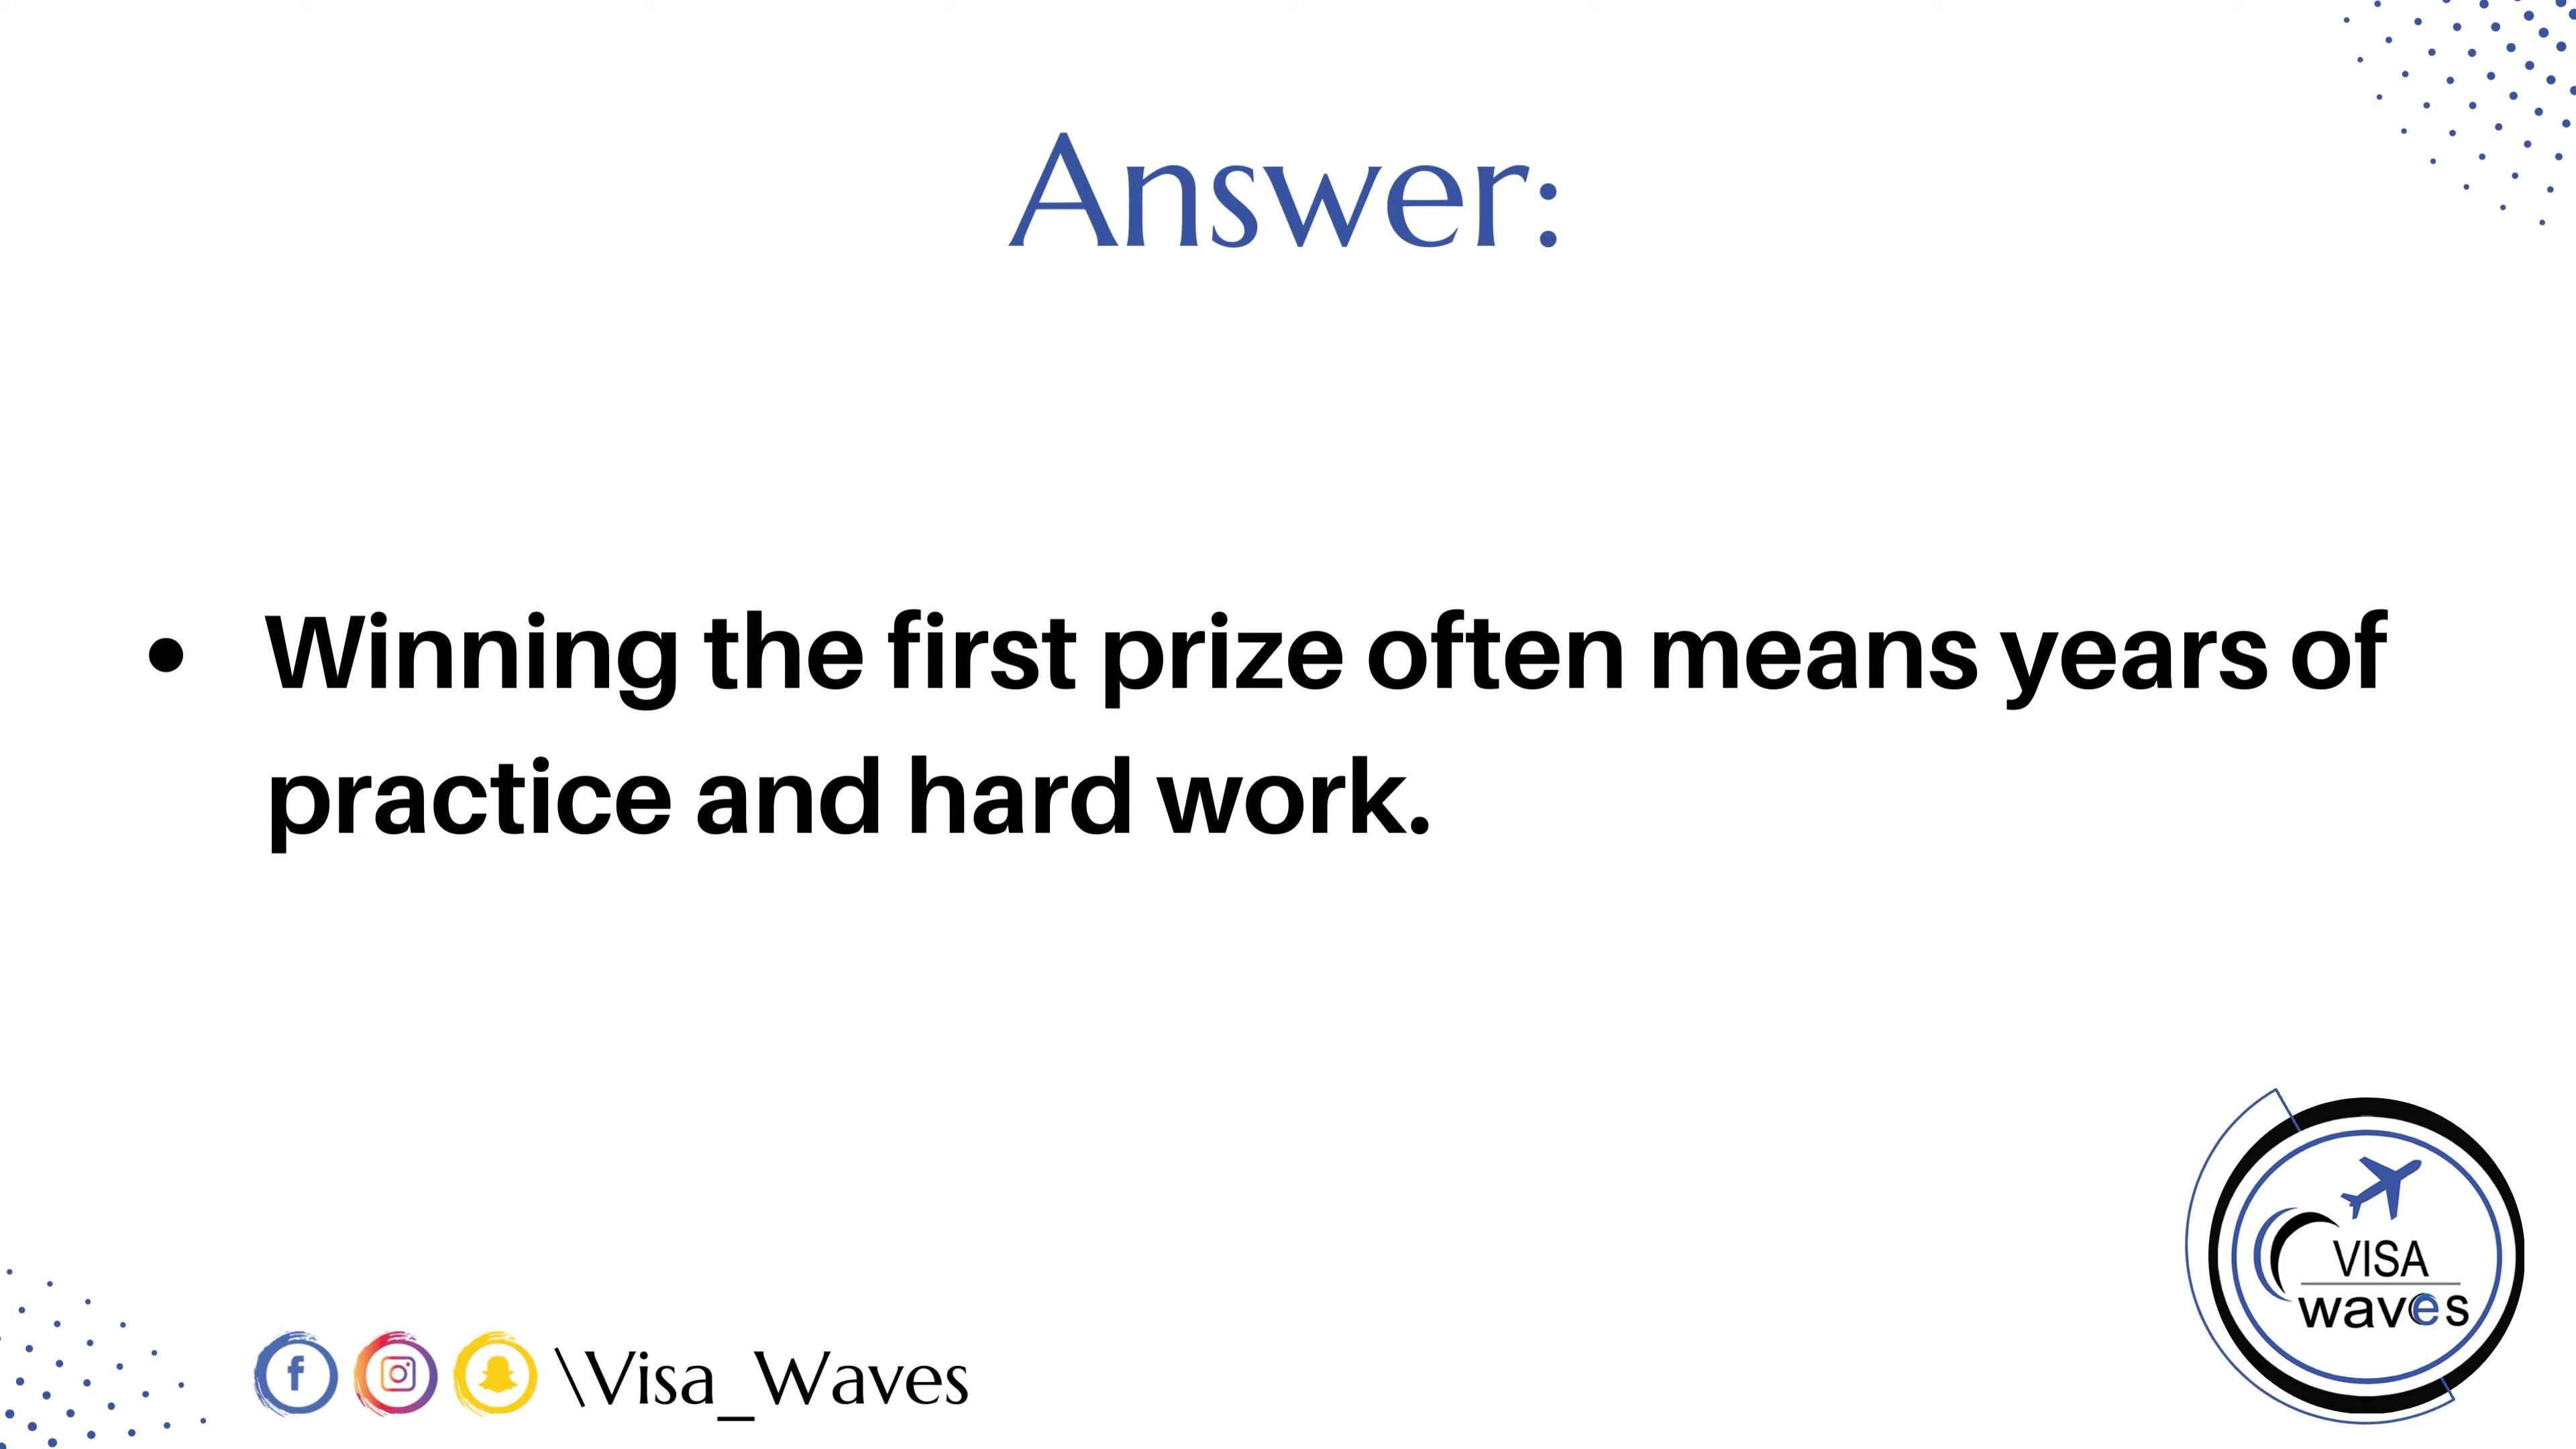 Answer:
• Winning the first prize often means years of
practice and hard work.
VISA
waves
\Visa_Waves